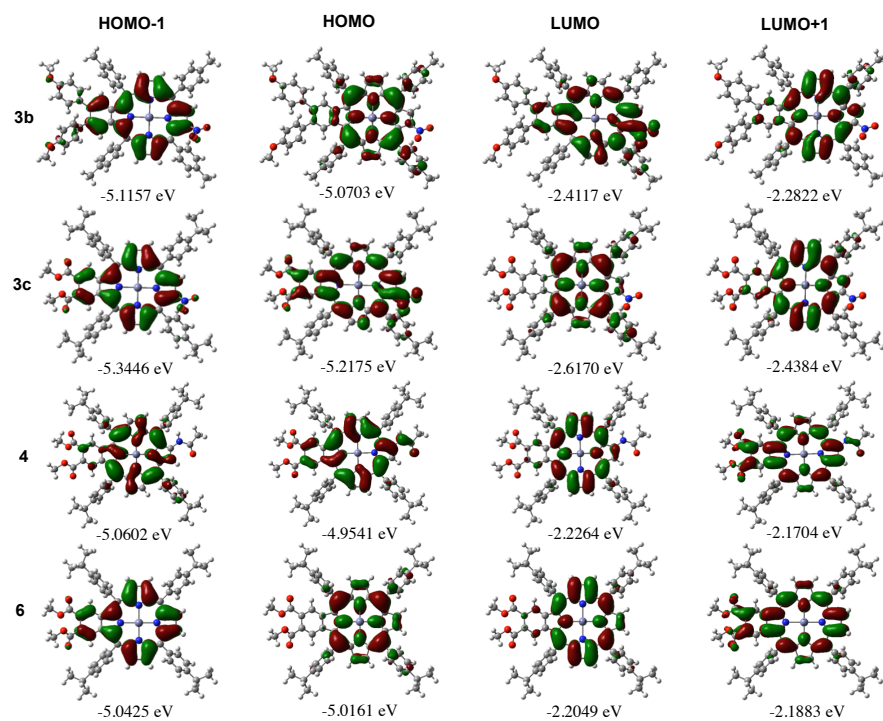 HOMO-1 HOMO LUMO LUMO+1
3b
-5.1157 eV -5.0703 eV -2.4117 eV -2.2822 eV
3c
-5.3446 eV -5.2175 eV -2.6170 eV -2.4384 eV
4
-5.0602 eV -4.9541 eV -2.2264 eV -2.1704 eV
6
-5.0425 eV -5.0161 eV -2.2049 eV -2.1883 eV